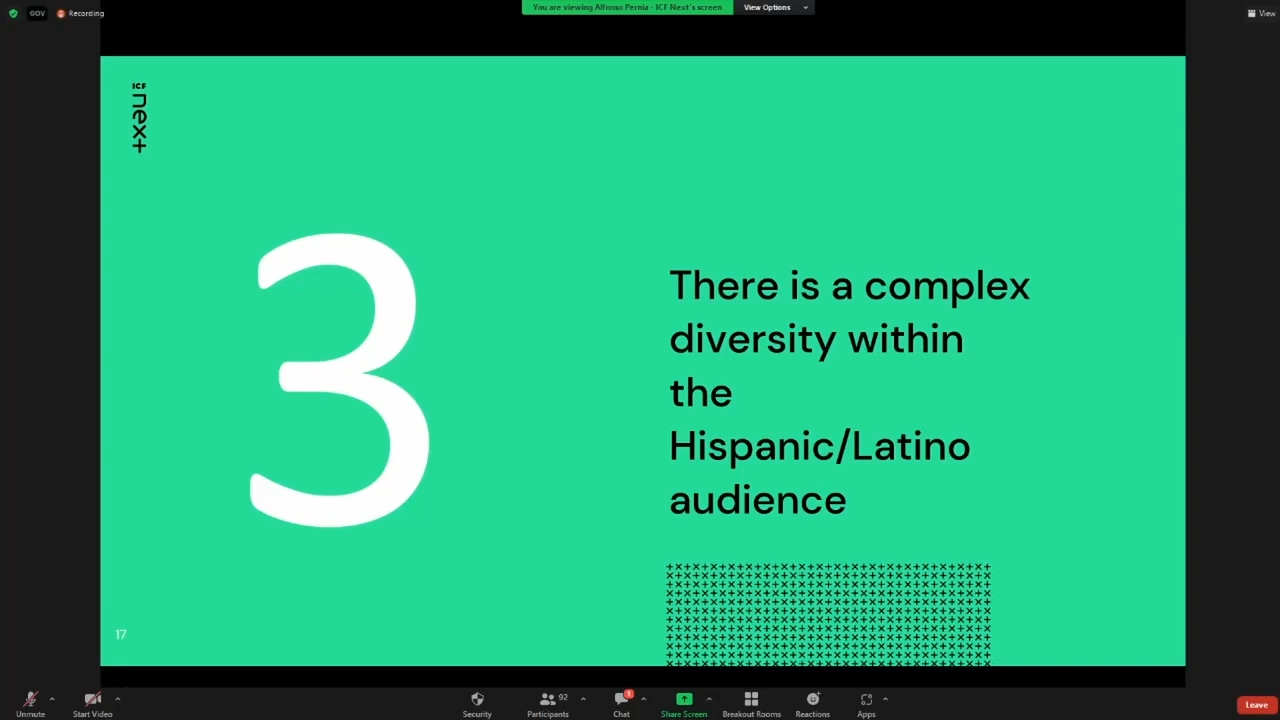 GOV
Recording
You are viewing Alfonso Pernia - ICF Next's screen
View Options
View
ICF
next
3
There is a complex
diversity within
the
Hispanic/Latino
audience
17
Unmute
Start Video
Security
Participants
92
Chat
Share Screen
Breakout Rooms
Reactions
Apps
Leave